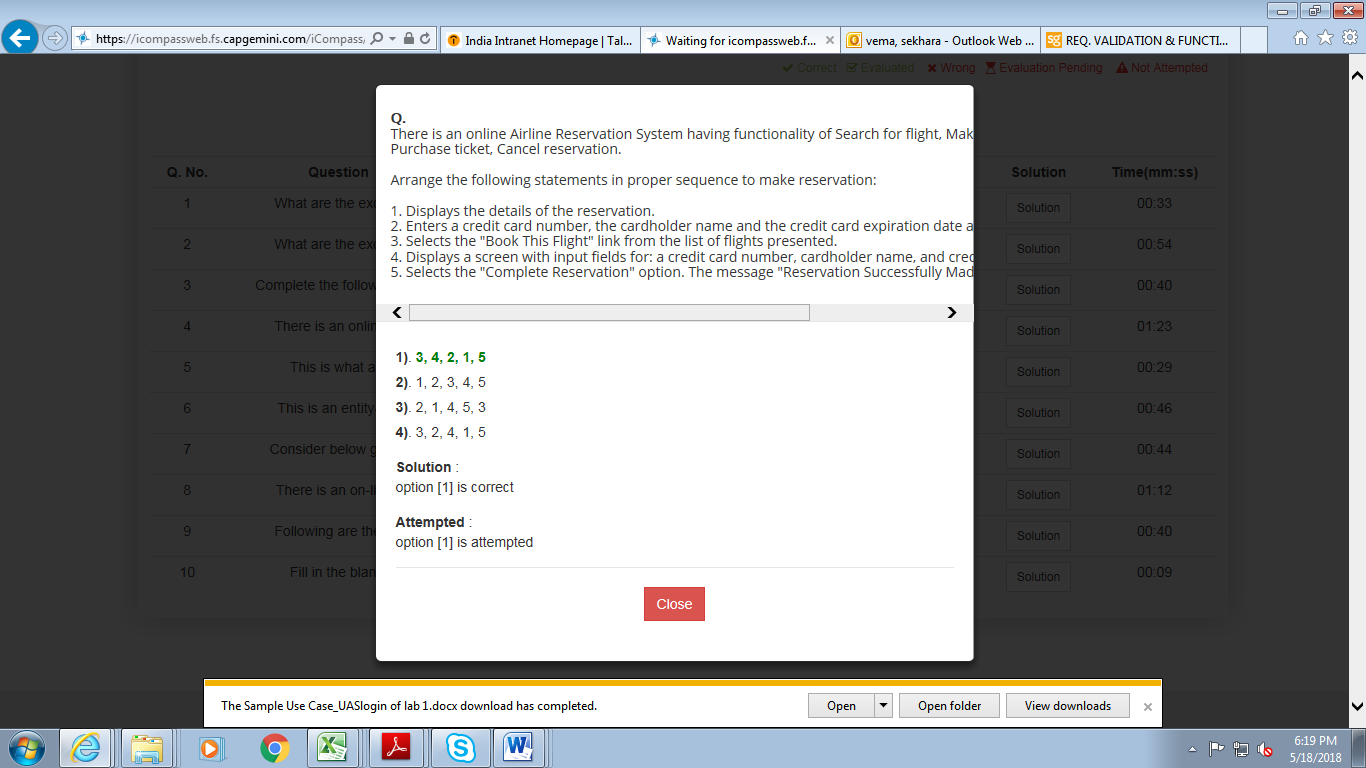 https://icompassweb.fs.capgemini.com/iCompass,
India Intranet Homepage | Tal...
Waiting for icompassweb.f...
vema, sekhara - Outlook Web ...
REQ. VALIDATION & FUNCTI...
Correct Evaluated Wrong Evaluation Pending Not Attempted
Q.
There is an online Airline Reservation System having functionality of Search for flight, Mak
Purchase ticket, Cancel reservation.
Arrange the following statements in proper sequence to make reservation:
1. Displays the details of the reservation.
2. Enters a credit card number, the cardholder name and the credit card expiration date a
3. Selects the "Book This Flight" link from the list of flights presented.
4. Displays a screen with input fields for: a credit card number, cardholder name, and cred
5. Selects the "Complete Reservation" option. The message "Reservation Successfully Mad
1). 3, 4, 2, 1, 5
2). 1, 2, 3, 4, 5
3). 2, 1, 4, 5, 3
4). 3, 2, 4, 1, 5
Solution :
option [1] is correct
Attempted :
option [1] is attempted
Close
Q. No. Question Solution Time(mm:ss)
1 What are the exc Solution 00:33
2 What are the exc Solution 00:54
3 Complete the follow Solution 00:40
4 There is an onlin Solution 01:23
5 This is what a Solution 00:29
6 This is an entity Solution 00:46
7 Consider below g Solution 00:44
8 There is an on-li Solution 01:12
9 Following are the Solution 00:40
10 Fill in the blan Solution 00:09
The Sample Use Case_UASlogin of lab 1.docx download has completed.
Open
Open folder
View downloads
6:19 PM
5/18/2018